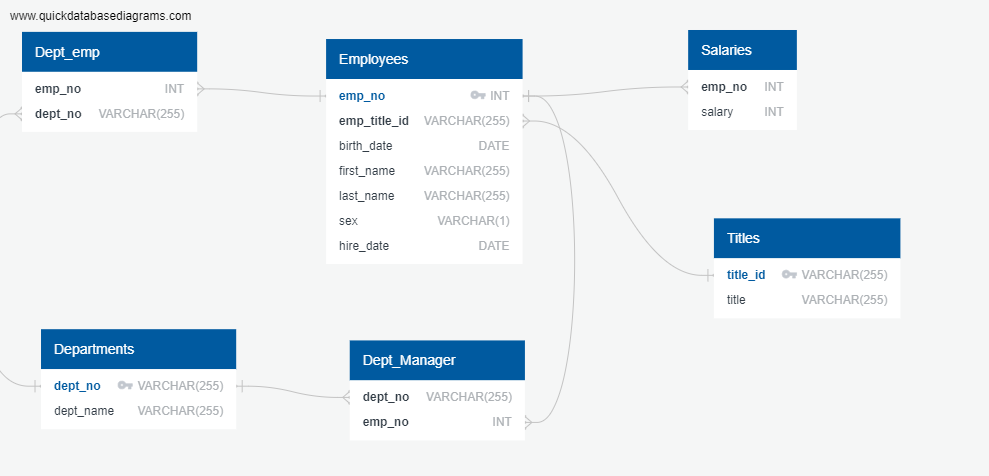 www.quickdatabasediagrams.com
Dept_emp
emp_no INT
dept_no VARCHAR(255)
Employees
emp_no INT
emp_title_id VARCHAR(255)
birth_date DATE
first_name VARCHAR(255)
last_name VARCHAR(255)
sex VARCHAR(1)
hire_date DATE
Salaries
emp_no INT
salary INT
Titles
title_id VARCHAR(255)
title VARCHAR(255)
Departments
dept_no VARCHAR(255)
dept_name VARCHAR(255)
Dept_Manager
dept_no VARCHAR(255)
emp_no INT